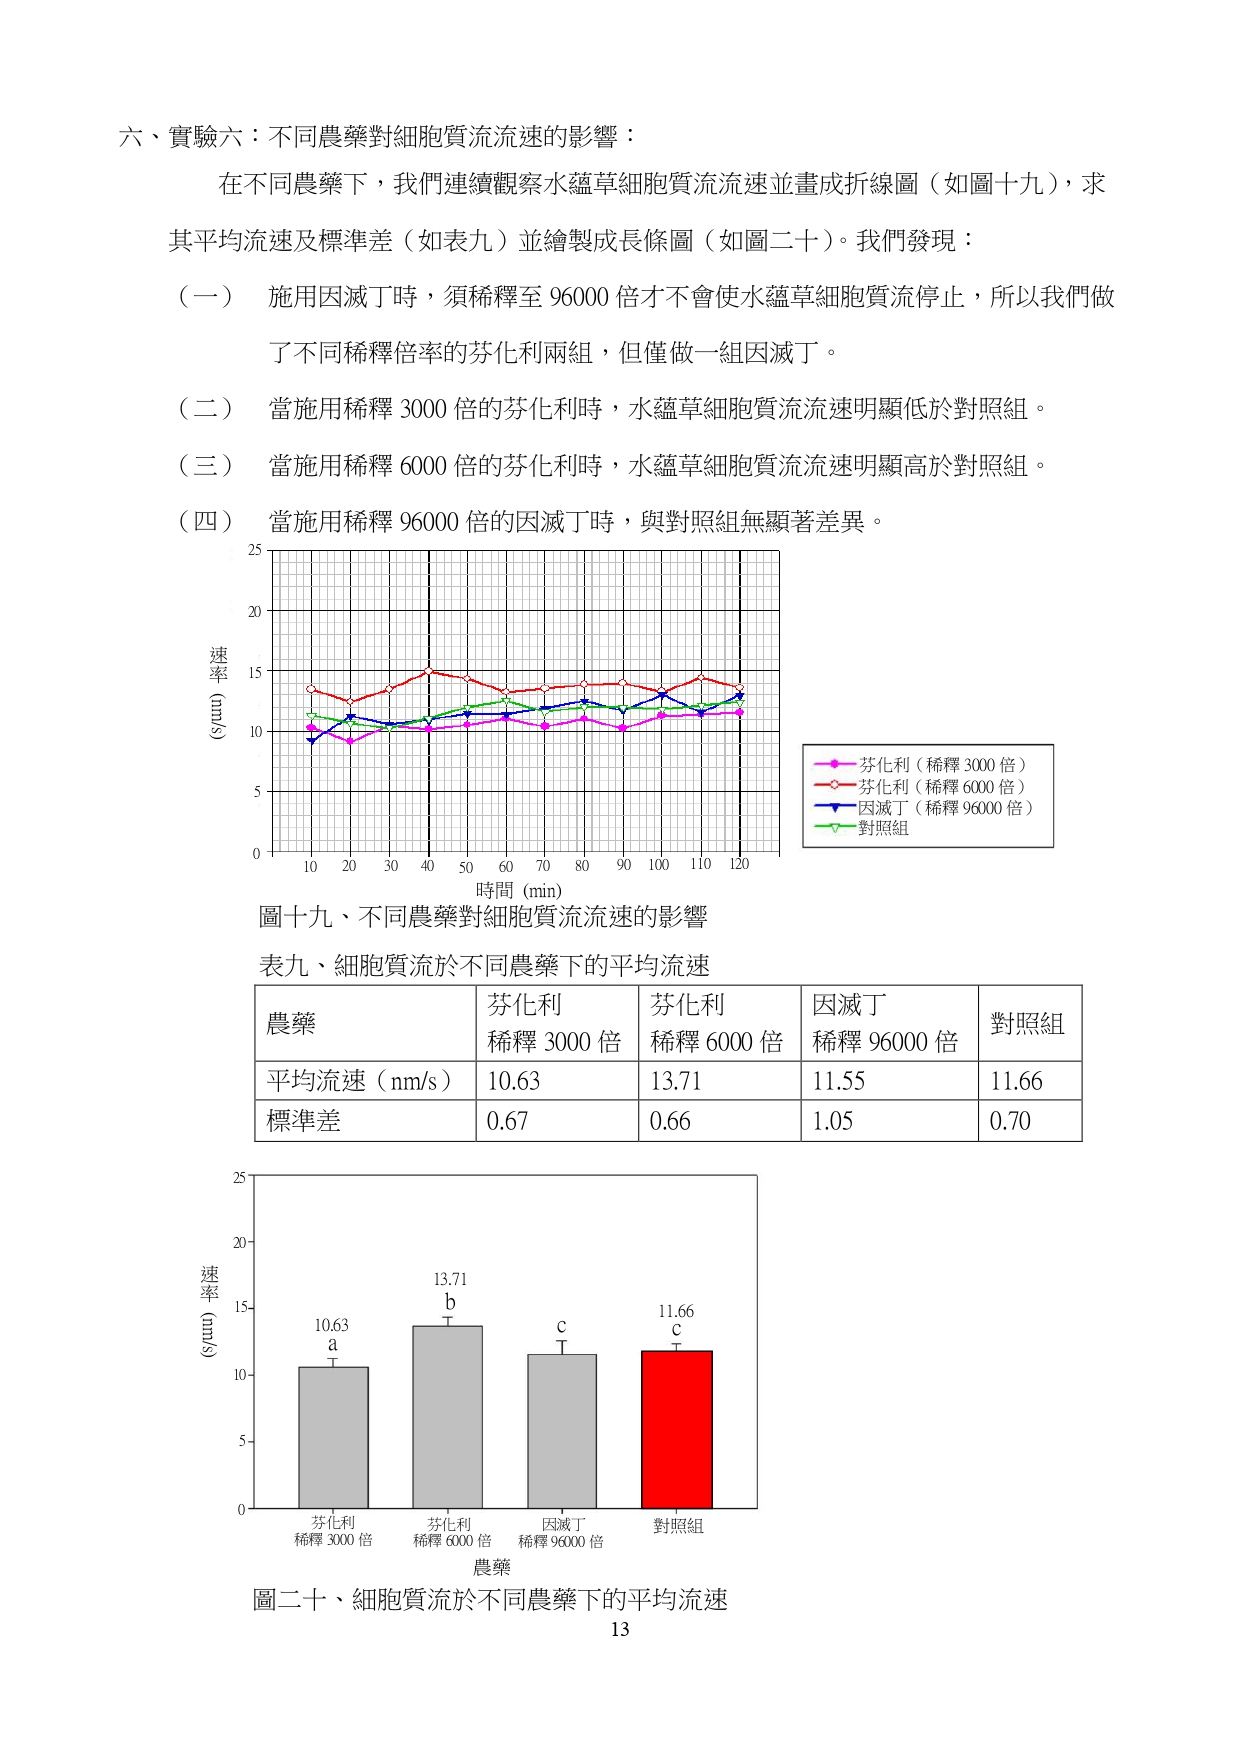 六、實驗六：不同農藥對細胞質流流速的影響：
在不同農藥下，我們連續觀察水蘊草細胞質流流速並畫成折線圖（如圖十九），求
其平均流速及標準差（如表九）並繪製成長條圖（如圖二十）。我們發現：
（一） 施用因滅丁時，須稀釋至 96000 倍才不會使水蘊草細胞質流停止，所以我們做
了不同稀釋倍率的芬化利兩組，但僅做一組因滅丁。
（二） 當施用稀釋 3000 倍的芬化利時，水蘊草細胞質流流速明顯低於對照組。
（三） 當施用稀釋 6000 倍的芬化利時，水蘊草細胞質流流速明顯高於對照組。
（四） 當施用稀釋 96000 倍的因滅丁時，與對照組無顯著差異。
25
20
15
10
5
0
速率 (nm/s)
10 20 30 40 50 60 70 80 90 100 110 120
時間 (min)
芬化利（稀釋 3000 倍）
芬化利（稀釋 6000 倍）
因滅丁（稀釋 96000 倍）
對照組
圖十九、不同農藥對細胞質流流速的影響
表九、細胞質流於不同農藥下的平均流速
農藥 芬化利 稀釋 3000 倍 芬化利 稀釋 6000 倍 因滅丁 稀釋 96000 倍 對照組
平均流速（nm/s） 10.63 13.71 11.55 11.66
標準差 0.67 0.66 1.05 0.70
25
20
15
10
5
0
速率 (nm/s)
10.63
a
13.71
b
c
11.66
c
芬化利 稀釋 3000 倍
芬化利 稀釋 6000 倍
因滅丁 稀釋 96000 倍
對照組
農藥
圖二十、細胞質流於不同農藥下的平均流速
13